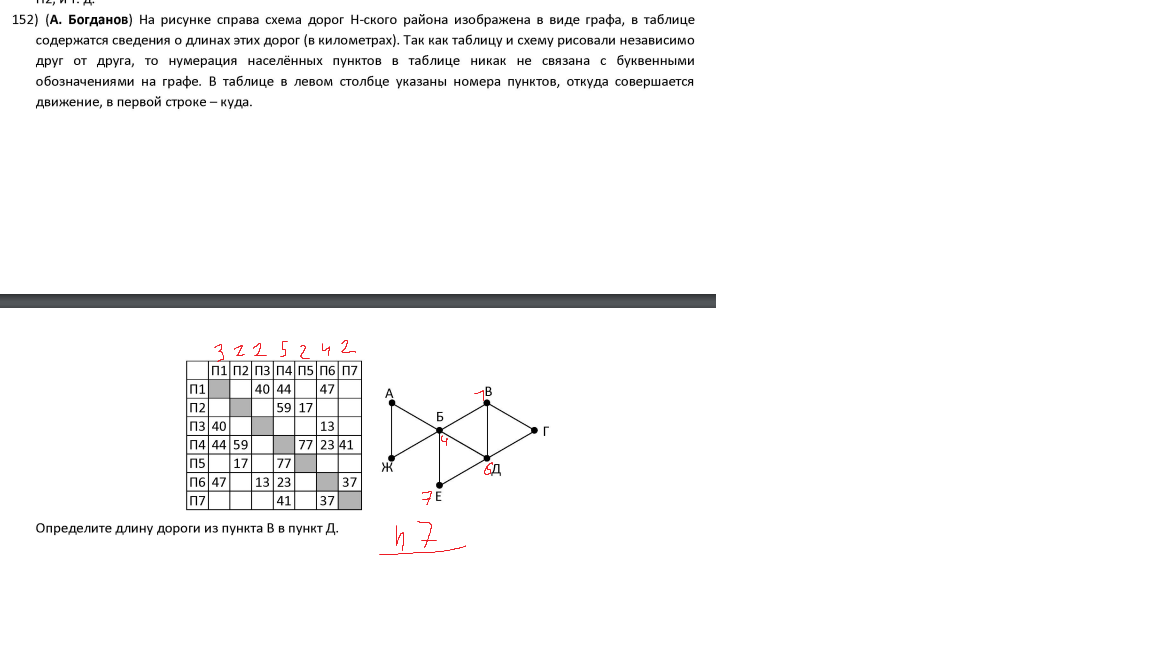 П2, и т. д.
152) (А. Богданов) На рисунке справа схема дорог Н-ского района изображена в виде графа, в таблице
содержатся сведения о длинах этих дорог (в километрах). Так как таблицу и схему рисовали независимо
друг от друга, то нумерация населённых пунктов в таблице никак не связана с буквенными
обозначениями на графе. В таблице в левом столбце указаны номера пунктов, откуда совершается
движение, в первой строке – куда.
3 2 2 5 2 4 2
П1 П2 П3 П4 П5 П6 П7
П1 40 44 47
П2 59 17
П3 40 13
П4 44 59 77 23 41
П5 17 77
П6 47 13 23 37
П7 41 37
А
1 В
Б
4
Г
Ж
6 Д
7 Е
Определите длину дороги из пункта В в пункт Д.
47